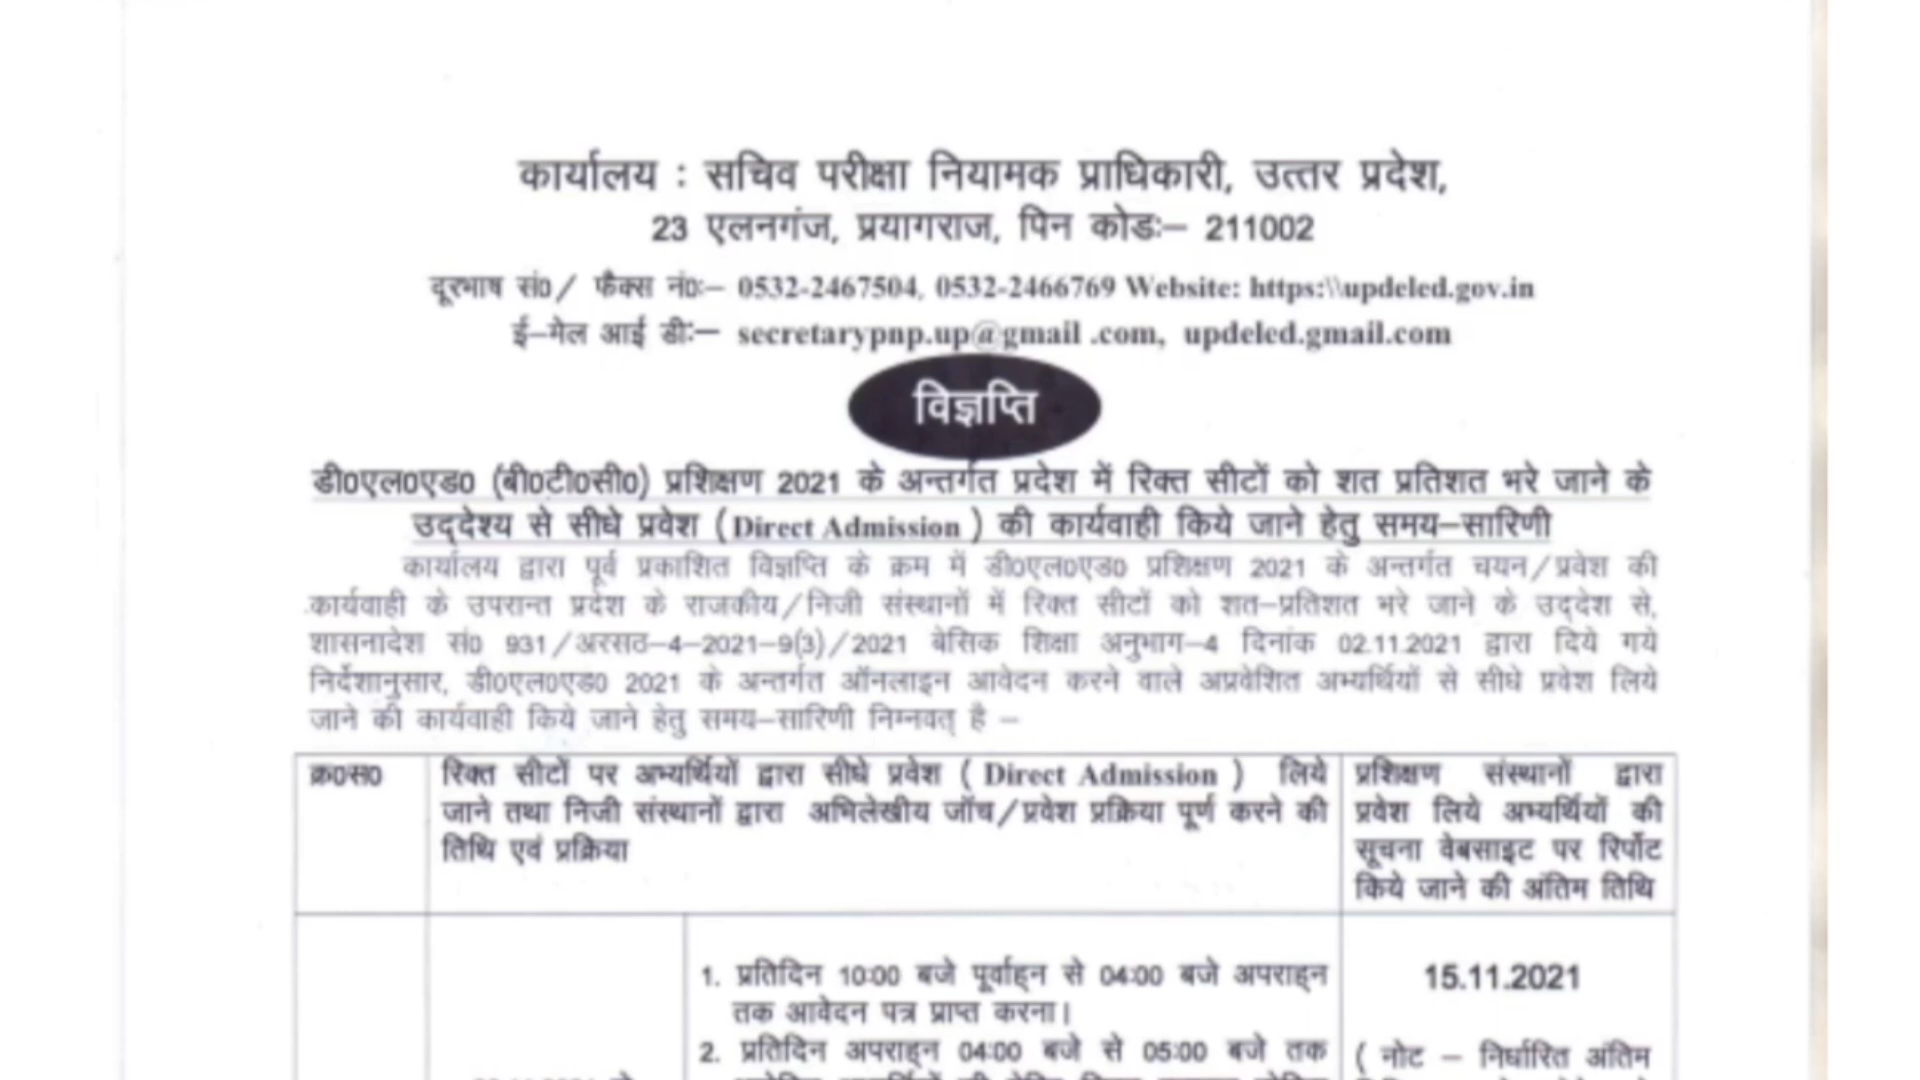 कार्यालय : सचिव परीक्षा नियामक प्राधिकारी, उत्तर प्रदेश,
23 एलनगंज, प्रयागराज, पिन कोडः– 211002
दूरभाष सं0/ फैक्स नं0:– 0532-2467504, 0532-2466769 Website: https:\\updeled.gov.in
ई–मेल आई डी:– secretarypnp.up@gmail .com, updeled.gmail.com
विज्ञप्ति
डी0एल0एड0 (बी0टी0सी0) प्रशिक्षण 2021 के अन्तर्गत प्रदेश में रिक्त सीटों को शत प्रतिशत भरे जाने के
उद्देश्य से सीधे प्रवेश (Direct Admission ) की कार्यवाही किये जाने हेतु समय–सारिणी
कार्यालय द्वारा पूर्व प्रकाशित विज्ञप्ति के क्रम में डी0एल0एड0 प्रशिक्षण 2021 के अन्तर्गत चयन/प्रवेश की
कार्यवाही के उपरान्त प्रदेश के राजकीय/निजी संस्थानों में रिक्त सीटों को शत–प्रतिशत भरे जाने के उद्देश से,
शासनादेश सं0 931/अरसठ–4–2021–9(3)/2021 बेसिक शिक्षा अनुभाग–4 दिनांक 02.11.2021 द्वारा दिये गये
निर्देशानुसार, डी0एल0एड0 2021 के अन्तर्गत ऑनलाइन आवेदन करने वाले अप्रवेशित अभ्यर्थियों से सीधे प्रवेश लिये
जाने की कार्यवाही किये जाने हेतु समय–सारिणी निम्नवत् है –
क्र0स0
रिक्त सीटों पर अभ्यर्थियों द्वारा सीधे प्रवेश ( Direct Admission ) लिये
जाने तथा निजी संस्थानों द्वारा अभिलेखीय जॉच/प्रवेश प्रक्रिया पूर्ण करने की
तिथि एवं प्रक्रिया
प्रशिक्षण संस्थानों द्वारा
प्रवेश लिये अभ्यर्थियों की
सूचना वेबसाइट पर रिर्पोट
किये जाने की अंतिम तिथि
1. प्रतिदिन 10:00 बजे पूर्वाह्न से 04:00 बजे अपराह्न
तक आवेदन पत्र प्राप्त करना।
2. प्रतिदिन अपराह्न 04:00 बजे से 05:00 बजे तक
15.11.2021
( नोट – निर्धारित अंतिम